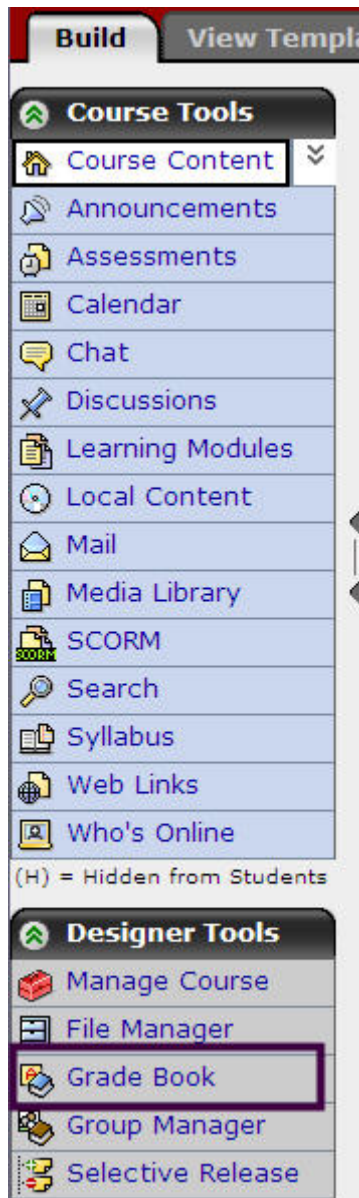 Build View Templa
Course Tools
Course Content
Announcements
Assessments
Calendar
Chat
Discussions
Learning Modules
Local Content
Mail
Media Library
SCORM SCORM
Search
Syllabus
Web Links
Who's Online
(H) = Hidden from Students
Designer Tools
Manage Course
File Manager
Grade Book
Group Manager
Selective Release